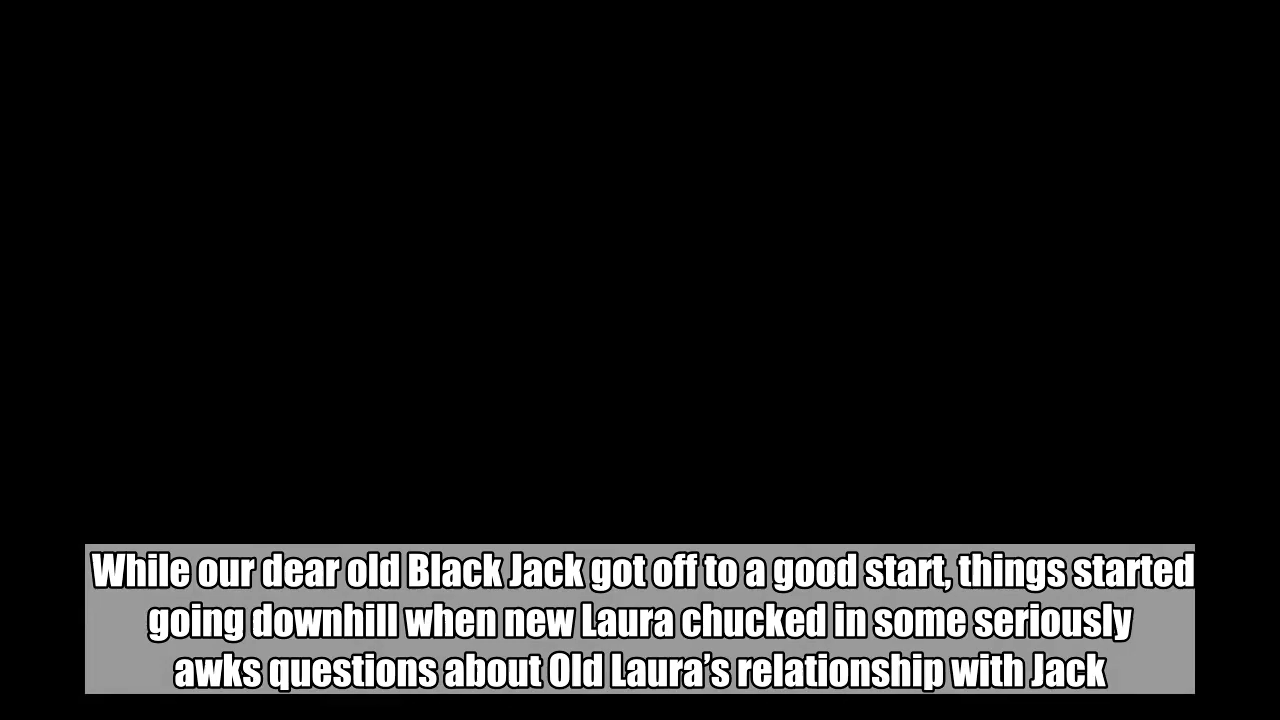 While our dear old Black Jack got off to a good start, things started
going downhill when new Laura chucked in some seriously
awks questions about Old Laura’s relationship with Jack